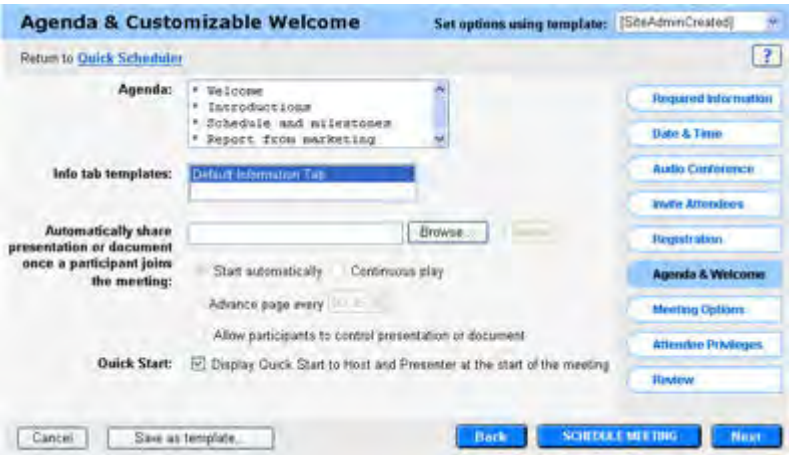 Agenda & Customizable Welcome
Set options using template: [SiteAdminCreated]
Return to Quick Scheduler
?
Agenda:
* Welcome
* Introductions
* Schedule and milestones
* Report from marketing
Info tab templates:
Default Information Tab
Automatically share
presentation or document
once a participant joins
the meeting:
Browse...
Start automatically
Continuous play
Advance page every
Allow participants to control presentation or document
Quick Start:
Display Quick Start to Host and Presenter at the start of the meeting
Required Information
Date & Time
Audio Conference
Invite Attendees
Registration
Agenda & Welcome
Meeting Options
Attendee Privileges
Review
Cancel
Save as template...
Back
SCHEDULE MEETING
Next